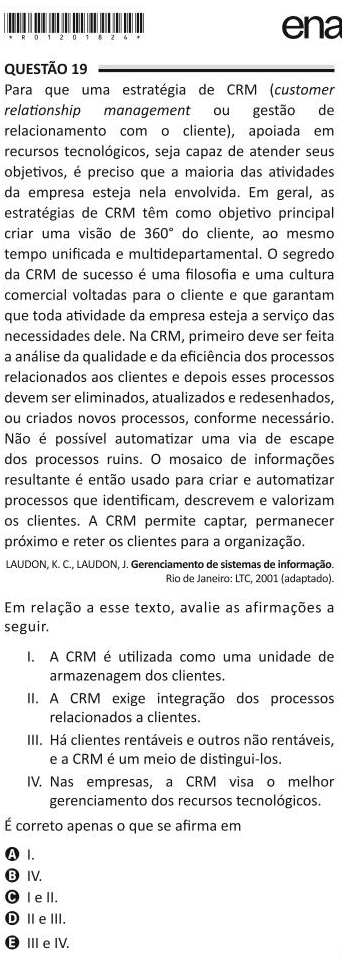 *R01201824*
ena
QUESTÃO 19
Para que uma estratégia de CRM (customer
relationship management ou gestão de
relacionamento com o cliente), apoiada em
recursos tecnológicos, seja capaz de atender seus
objetivos, é preciso que a maioria das atividades
da empresa esteja nela envolvida. Em geral, as
estratégias de CRM têm como objetivo principal
criar uma visão de 360° do cliente, ao mesmo
tempo unificada e multidepartamental. O segredo
da CRM de sucesso é uma filosofia e uma cultura
comercial voltadas para o cliente e que garantam
que toda atividade da empresa esteja a serviço das
necessidades dele. Na CRM, primeiro deve ser feita
a análise da qualidade e da eficiência dos processos
relacionados aos clientes e depois esses processos
devem ser eliminados, atualizados e redesenhados,
ou criados novos processos, conforme necessário.
Não é possível automatizar uma via de escape
dos processos ruins. O mosaico de informações
resultante é então usado para criar e automatizar
processos que identificam, descrevem e valorizam
os clientes. A CRM permite captar, permanecer
próximo e reter os clientes para a organização.
LAUDON, K. C., LAUDON, J. Gerenciamento de sistemas de informação.
Rio de Janeiro: LTC, 2001 (adaptado).
Em relação a esse texto, avalie as afirmações a
seguir.
I. A CRM é utilizada como uma unidade de
armazenagem dos clientes.
II. A CRM exige integração dos processos
relacionados a clientes.
III. Há clientes rentáveis e outros não rentáveis,
e a CRM é um meio de distingui-los.
IV. Nas empresas, a CRM visa o melhor
gerenciamento dos recursos tecnológicos.
É correto apenas o que se afirma em
A I.
B IV.
C I e II.
D II e III.
E III e IV.